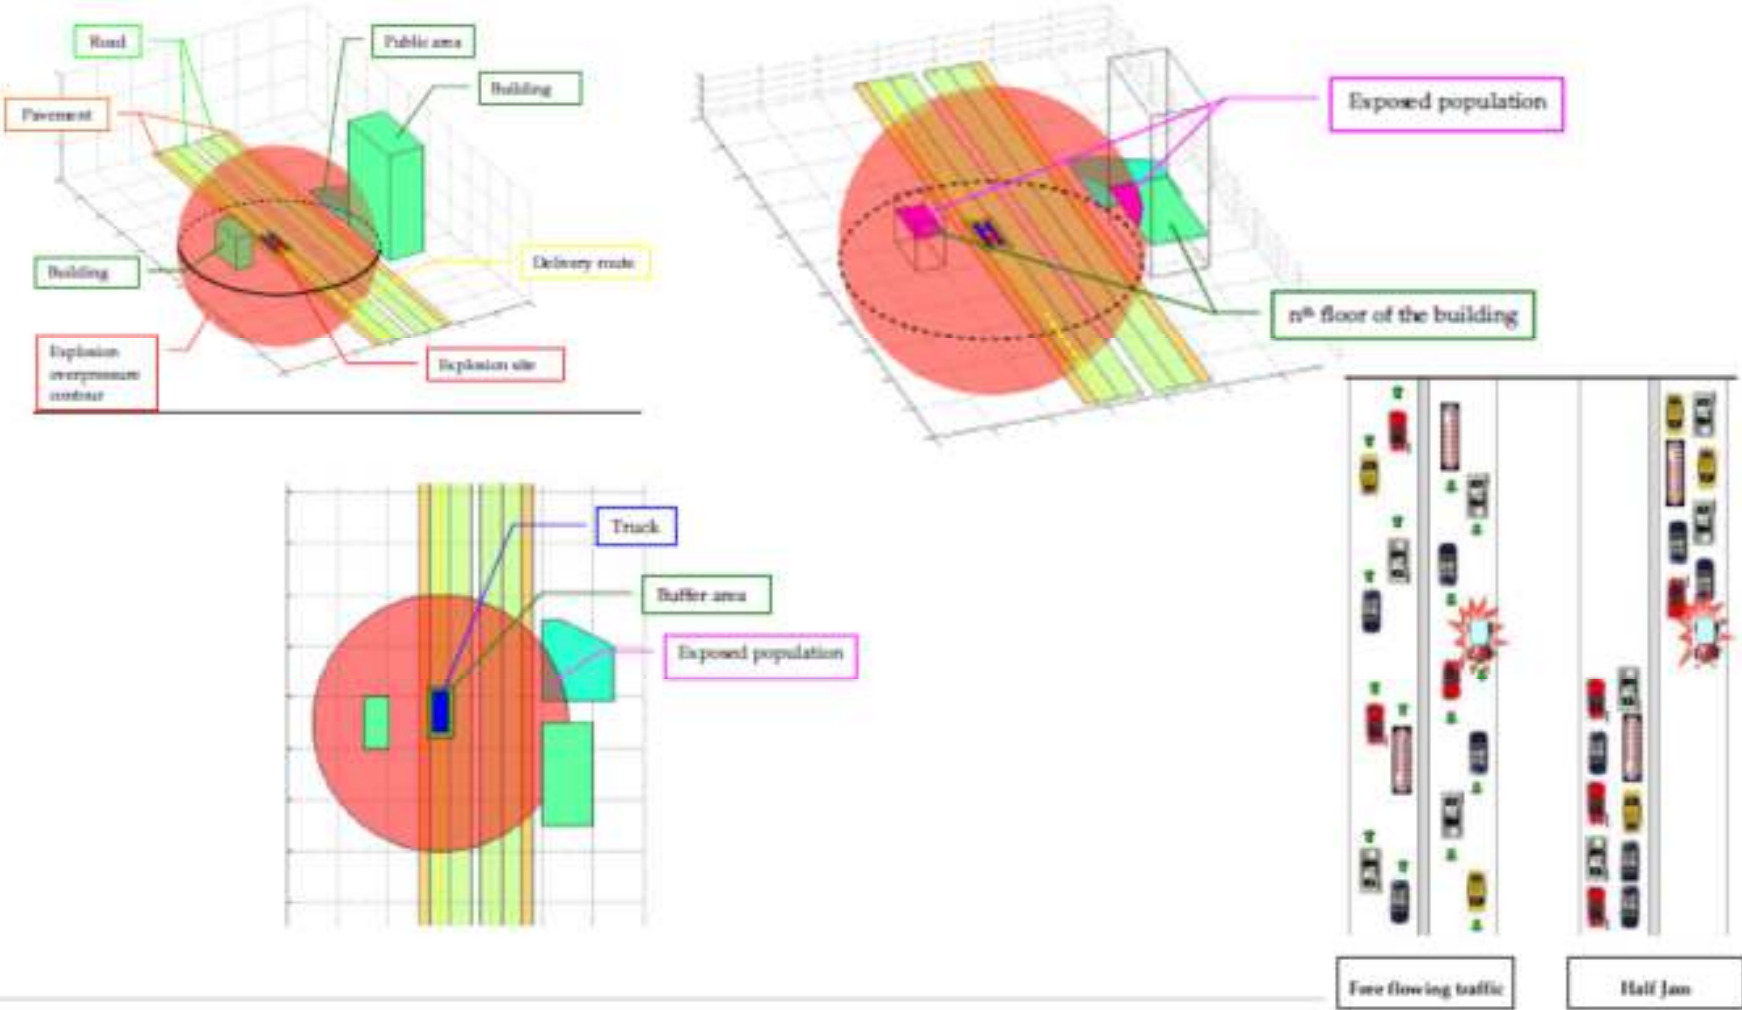 Road
Public area
Building
Pavement
Building
Delivery route
Explosion
overpressure
contour
Explosion site
Exposed population
nth floor of the building
Truck
Buffer area
Exposed population
Free flowing traffic
Half Jam